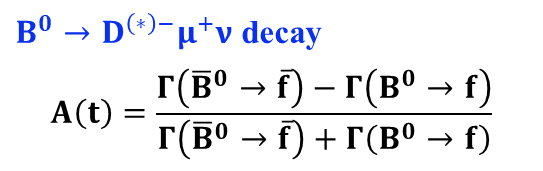 B⁰ → D⁽*⁾⁻μ⁺ν decay
A(t) = (Γ(B̅⁰ → f̅) − Γ(B⁰ → f)) / (Γ(B̅⁰ → f̅) + Γ(B⁰ → f))